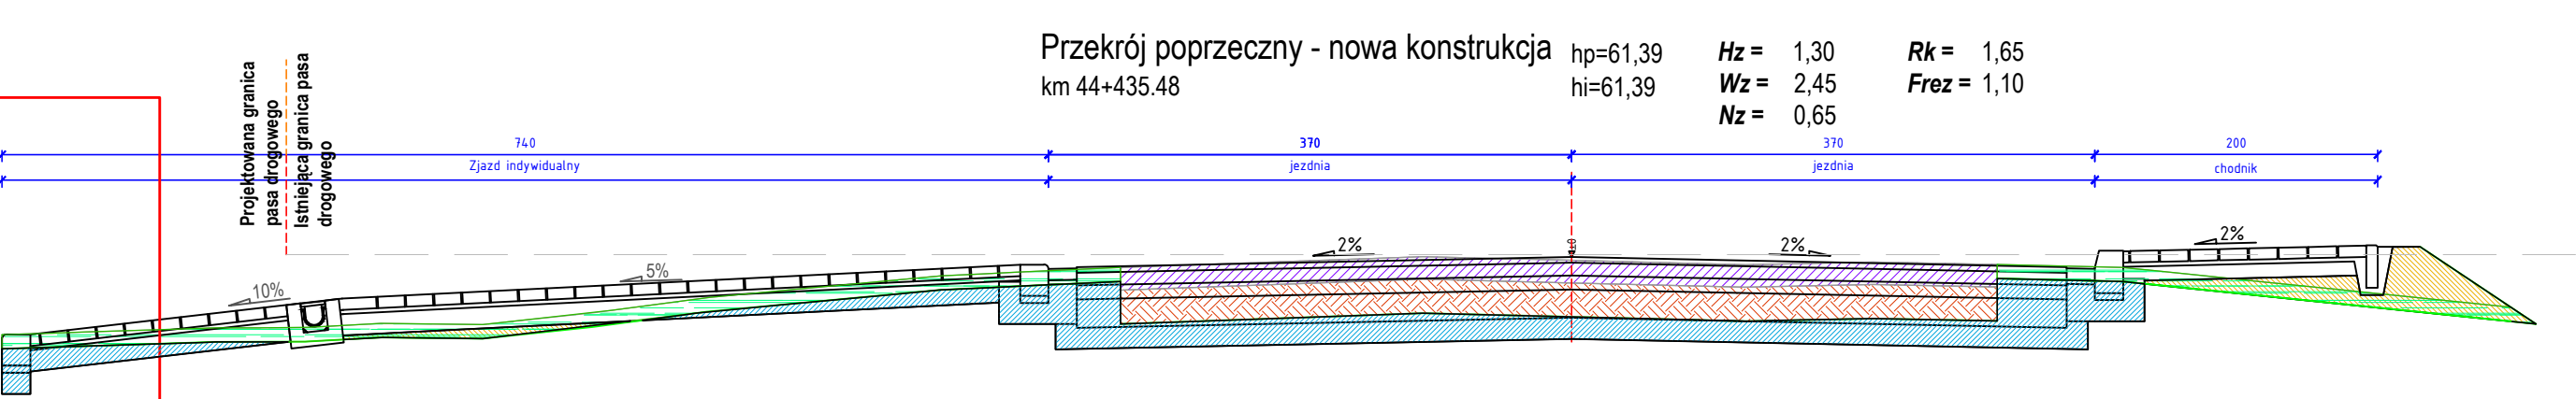 Przekrój poprzeczny - nowa konstrukcja
km 44+435.48
hp=61,39
hi=61,39
Hz = 1,30
Wz = 2,45
Nz = 0,65
Rk = 1,65
Frez = 1,10
Projektowana granica
pasa drogowego
Istniejąca granica pasa
drogowego
740
Zjazd indywidualny
370
jezdnia
370
jezdnia
200
chodnik
10%
5%
2%
2%
2%